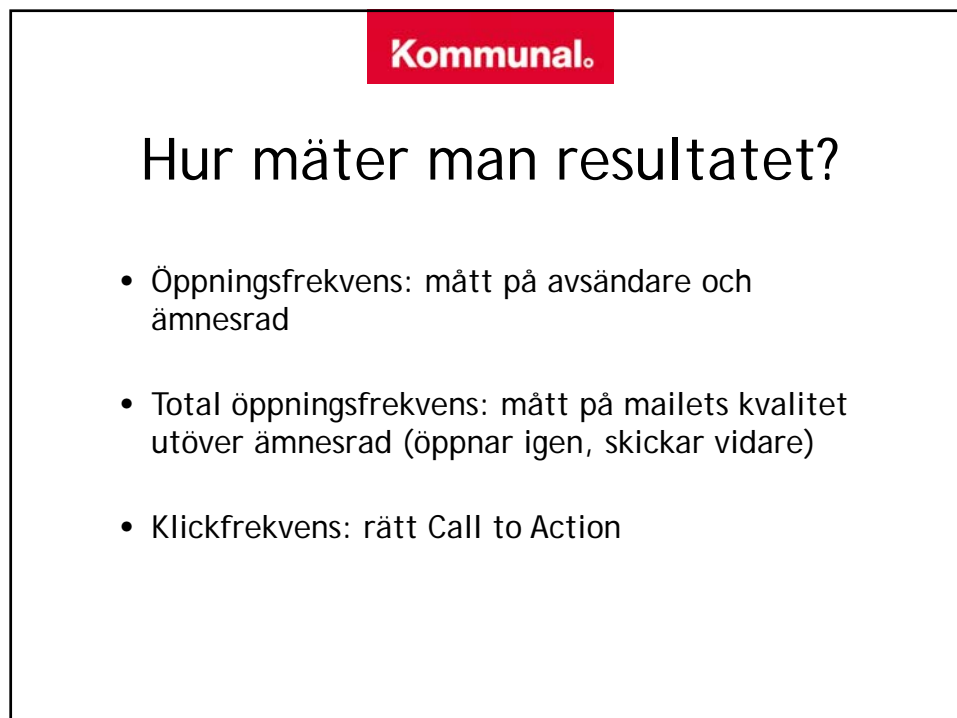 Kommunal.
Hur mäter man resultatet?
• Öppningsfrekvens: mått på avsändare och
ämnesrad
• Total öppningsfrekvens: mått på mailets kvalitet
utöver ämnesrad (öppnar igen, skickar vidare)
• Klickfrekvens: rätt Call to Action